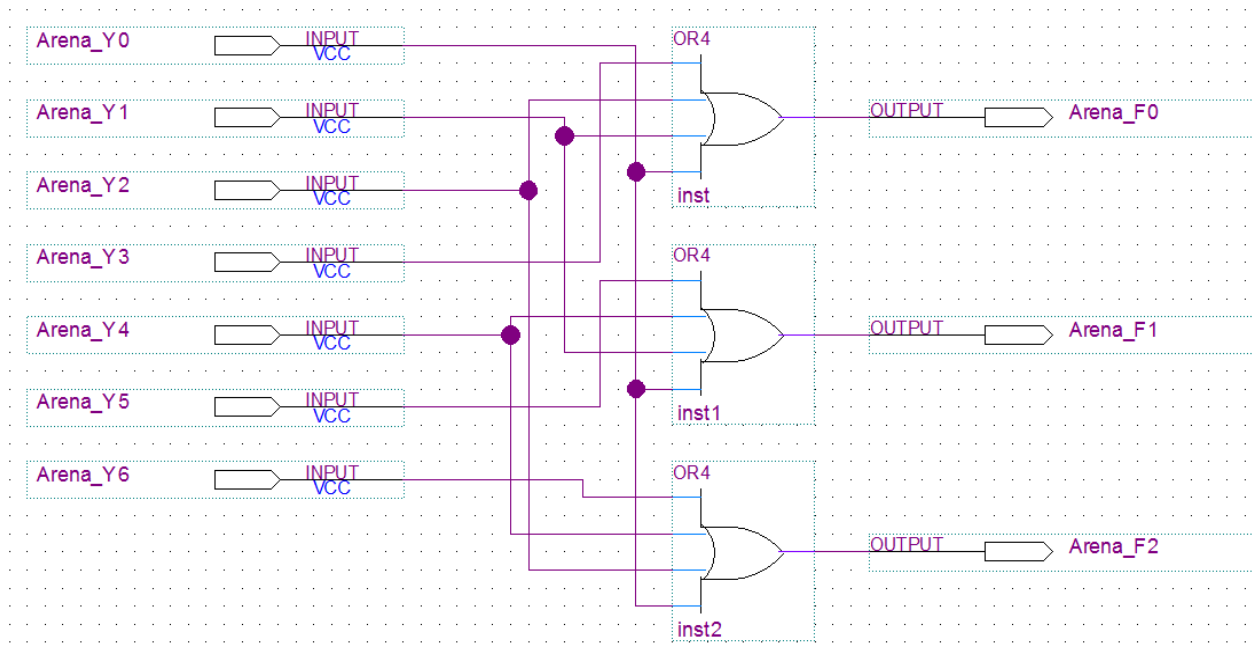 Arena_Y0 INPUT VCC
OR4
Arena_Y1 INPUT VCC
OUTPUT Arena_F0
Arena_Y2 INPUT VCC
inst
Arena_Y3 INPUT VCC
OR4
Arena_Y4 INPUT VCC
OUTPUT Arena_F1
Arena_Y5 INPUT VCC
inst1
Arena_Y6 INPUT VCC
OR4
OUTPUT Arena_F2
inst2